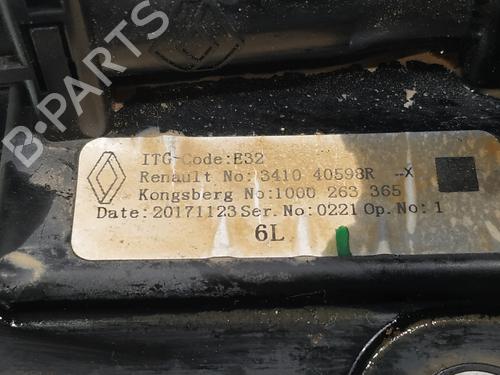 B-PARTS
ITG-Code:E32
Renault No:3410 40598R --X
Kongsberg No:1000 263 365
Date:20171123 Ser.No:0221 Op.No:1
6L